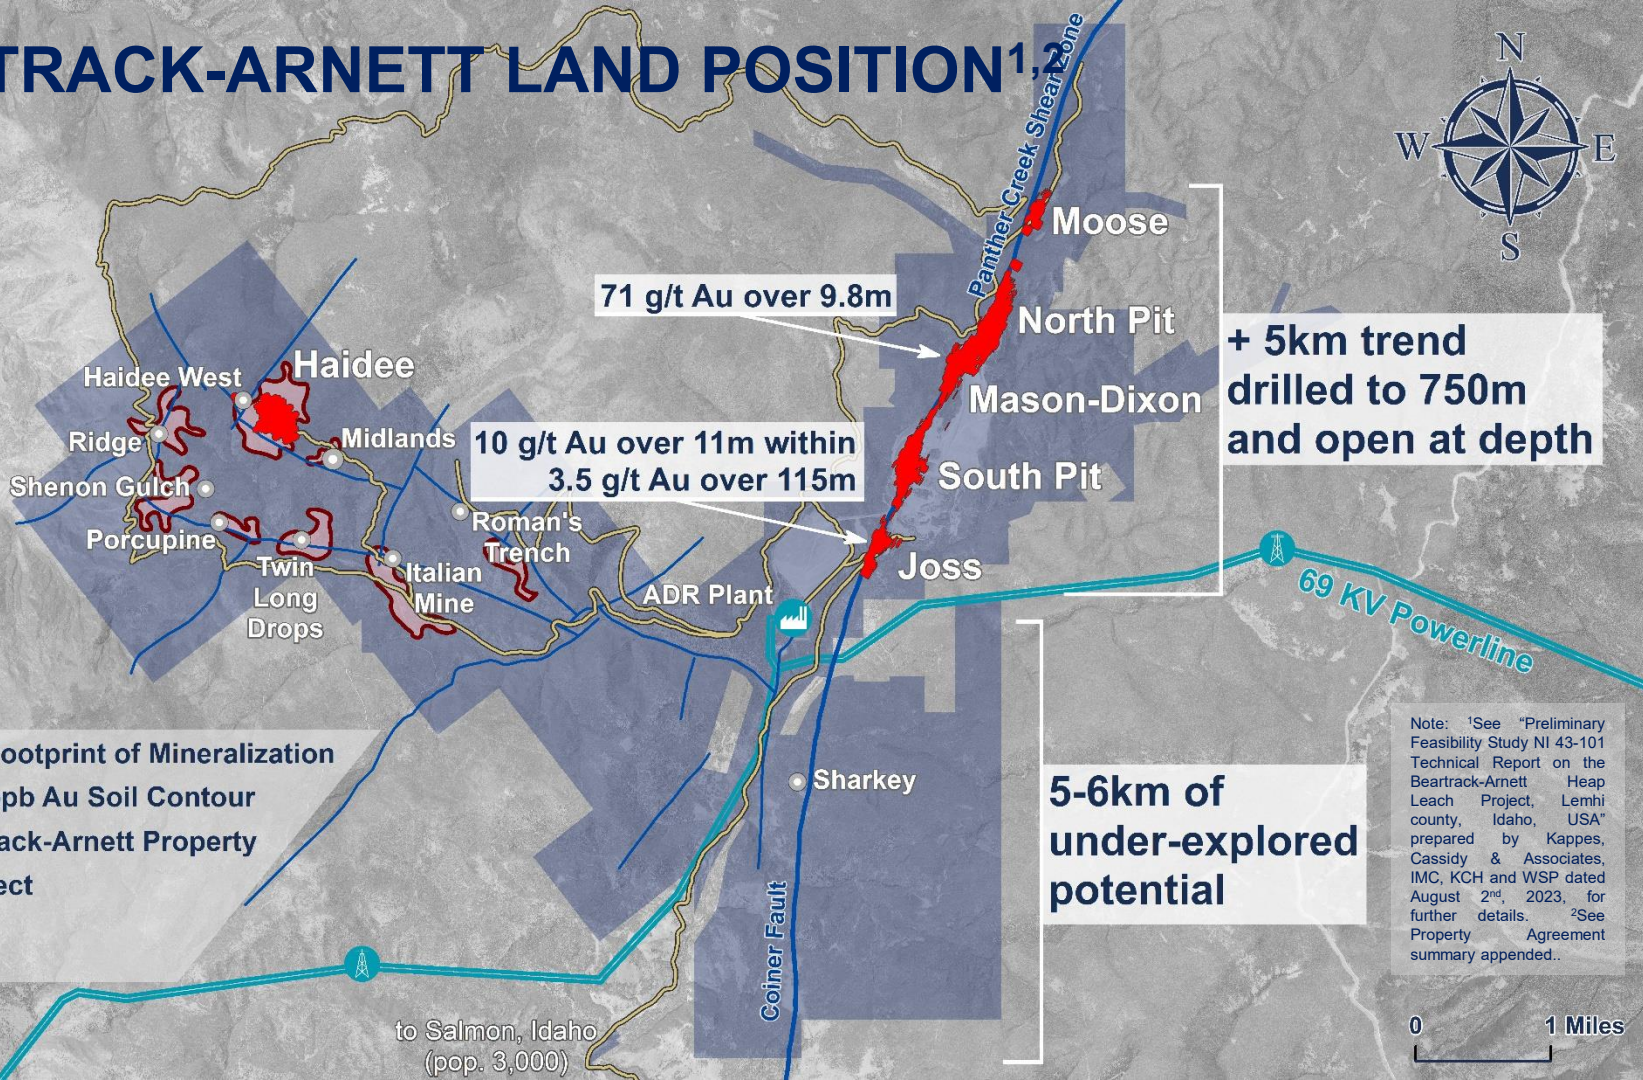 TRACK-ARNETT LAND POSITION1,2
N
W
E
S
Panther Creek Shear Zone
Moose
71 g/t Au over 9.8m
North Pit
+ 5km trend
drilled to 750m
and open at depth
Haidee
Haidee West
Mason-Dixon
Ridge
Midlands
10 g/t Au over 11m within
3.5 g/t Au over 115m
South Pit
Shenon Gulch
Porcupine
Roman's
Trench
Twin
Long
Drops
Italian
Mine
ADR Plant
Joss
69 KV Powerline
ootprint of Mineralization
pb Au Soil Contour
ack-Arnett Property
ect
Sharkey
5-6km of
under-explored
potential
Coiner Fault
to Salmon, Idaho
(pop. 3,000)
Note: 1See “Preliminary
Feasibility Study NI 43-101
Technical Report on the
Beartrack-Arnett Heap
Leach Project, Lemhi
county, Idaho, USA”
prepared by Kappes,
Cassidy & Associates,
IMC, KCH and WSP dated
August 2nd, 2023, for
further details. 2See
Property Agreement
summary appended..
0 1 Miles